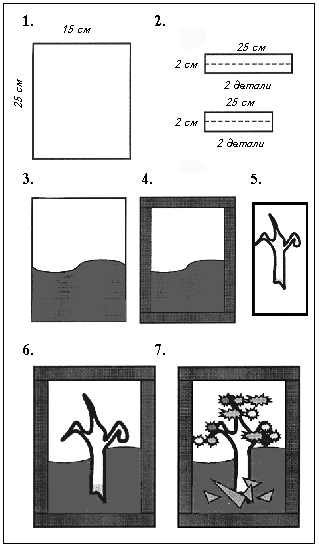 1.
15 см
25 см
2.
25 см
2 см
2 детали
25 см
2 см
2 детали
3.
4.
5.
6.
7.